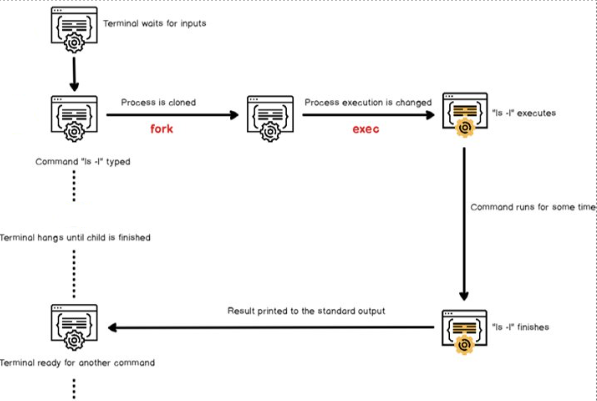 Terminal waits for inputs
Process is cloned
fork
Process execution is changed
exec
"ls -l" executes
Command "ls -l" typed
Command runs for some time
Terminal hangs until child is finished
Result printed to the standard output
"ls -l" finishes
Terminal ready for another command